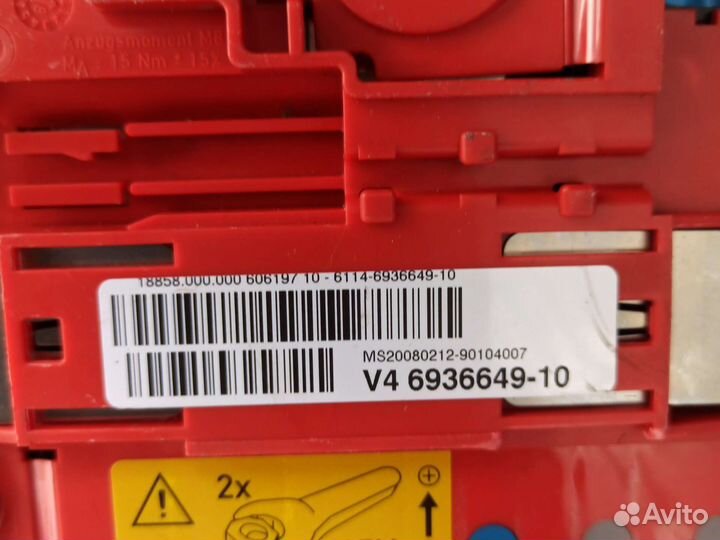 Anzugsmoment M8
MA = 15 Nm ± 15%
18858.000.000 606197 10 - 6114-6936649-10
MS20080212-90104007
V4 6936649-10
2x
Avito